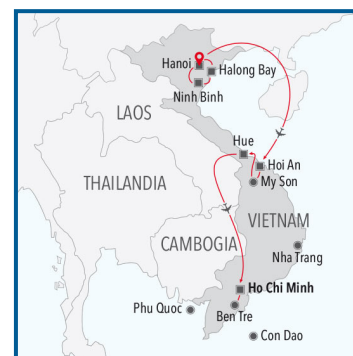 Hanoi
Halong Bay
Ninh Binh
LAOS
Hue
Hoi An
THAILANDIA
My Son
VIETNAM
CAMBOGIA
Nha Trang
Ho Chi Minh
Phu Quoc
Ben Tre
Con Dao